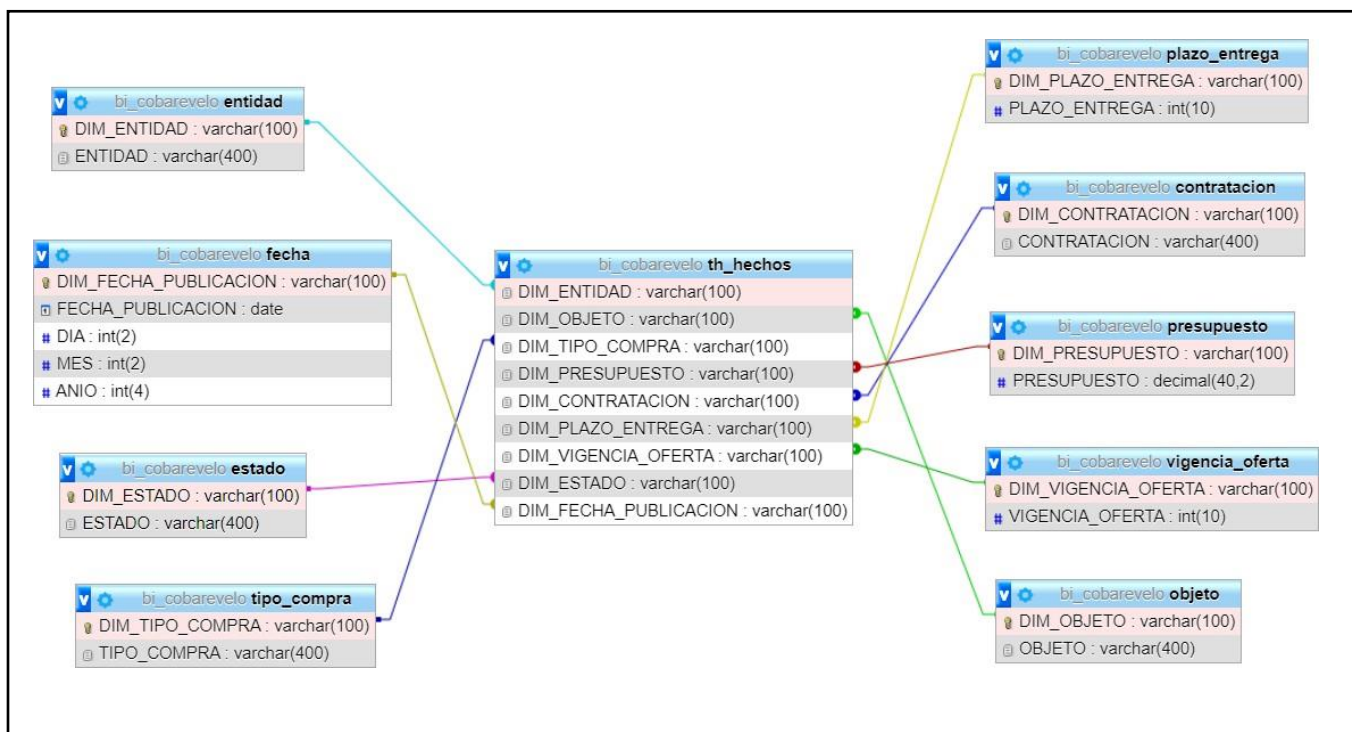 bi_cobarevelo entidad
DIM_ENTIDAD : varchar(100)
ENTIDAD : varchar(400)
bi_cobarevelo fecha
DIM_FECHA_PUBLICACION : varchar(100)
FECHA_PUBLICACION : date
# DIA : int(2)
# MES : int(2)
# ANIO : int(4)
bi_cobarevelo estado
DIM_ESTADO : varchar(100)
ESTADO : varchar(400)
bi_cobarevelo tipo_compra
DIM_TIPO_COMPRA : varchar(100)
TIPO_COMPRA : varchar(400)
bi_cobarevelo th_hechos
DIM_ENTIDAD : varchar(100)
DIM_OBJETO : varchar(100)
DIM_TIPO_COMPRA : varchar(100)
DIM_PRESUPUESTO : varchar(100)
DIM_CONTRATACION : varchar(100)
DIM_PLAZO_ENTREGA : varchar(100)
DIM_VIGENCIA_OFERTA : varchar(100)
DIM_ESTADO : varchar(100)
DIM_FECHA_PUBLICACION : varchar(100)
bi_cobarevelo plazo_entrega
DIM_PLAZO_ENTREGA : varchar(100)
# PLAZO_ENTREGA : int(10)
bi_cobarevelo contratacion
DIM_CONTRATACION : varchar(100)
CONTRATACION : varchar(400)
bi_cobarevelo presupuesto
DIM_PRESUPUESTO : varchar(100)
# PRESUPUESTO : decimal(40,2)
bi_cobarevelo vigencia_oferta
DIM_VIGENCIA_OFERTA : varchar(100)
# VIGENCIA_OFERTA : int(10)
bi_cobarevelo objeto
DIM_OBJETO : varchar(100)
OBJETO : varchar(400)